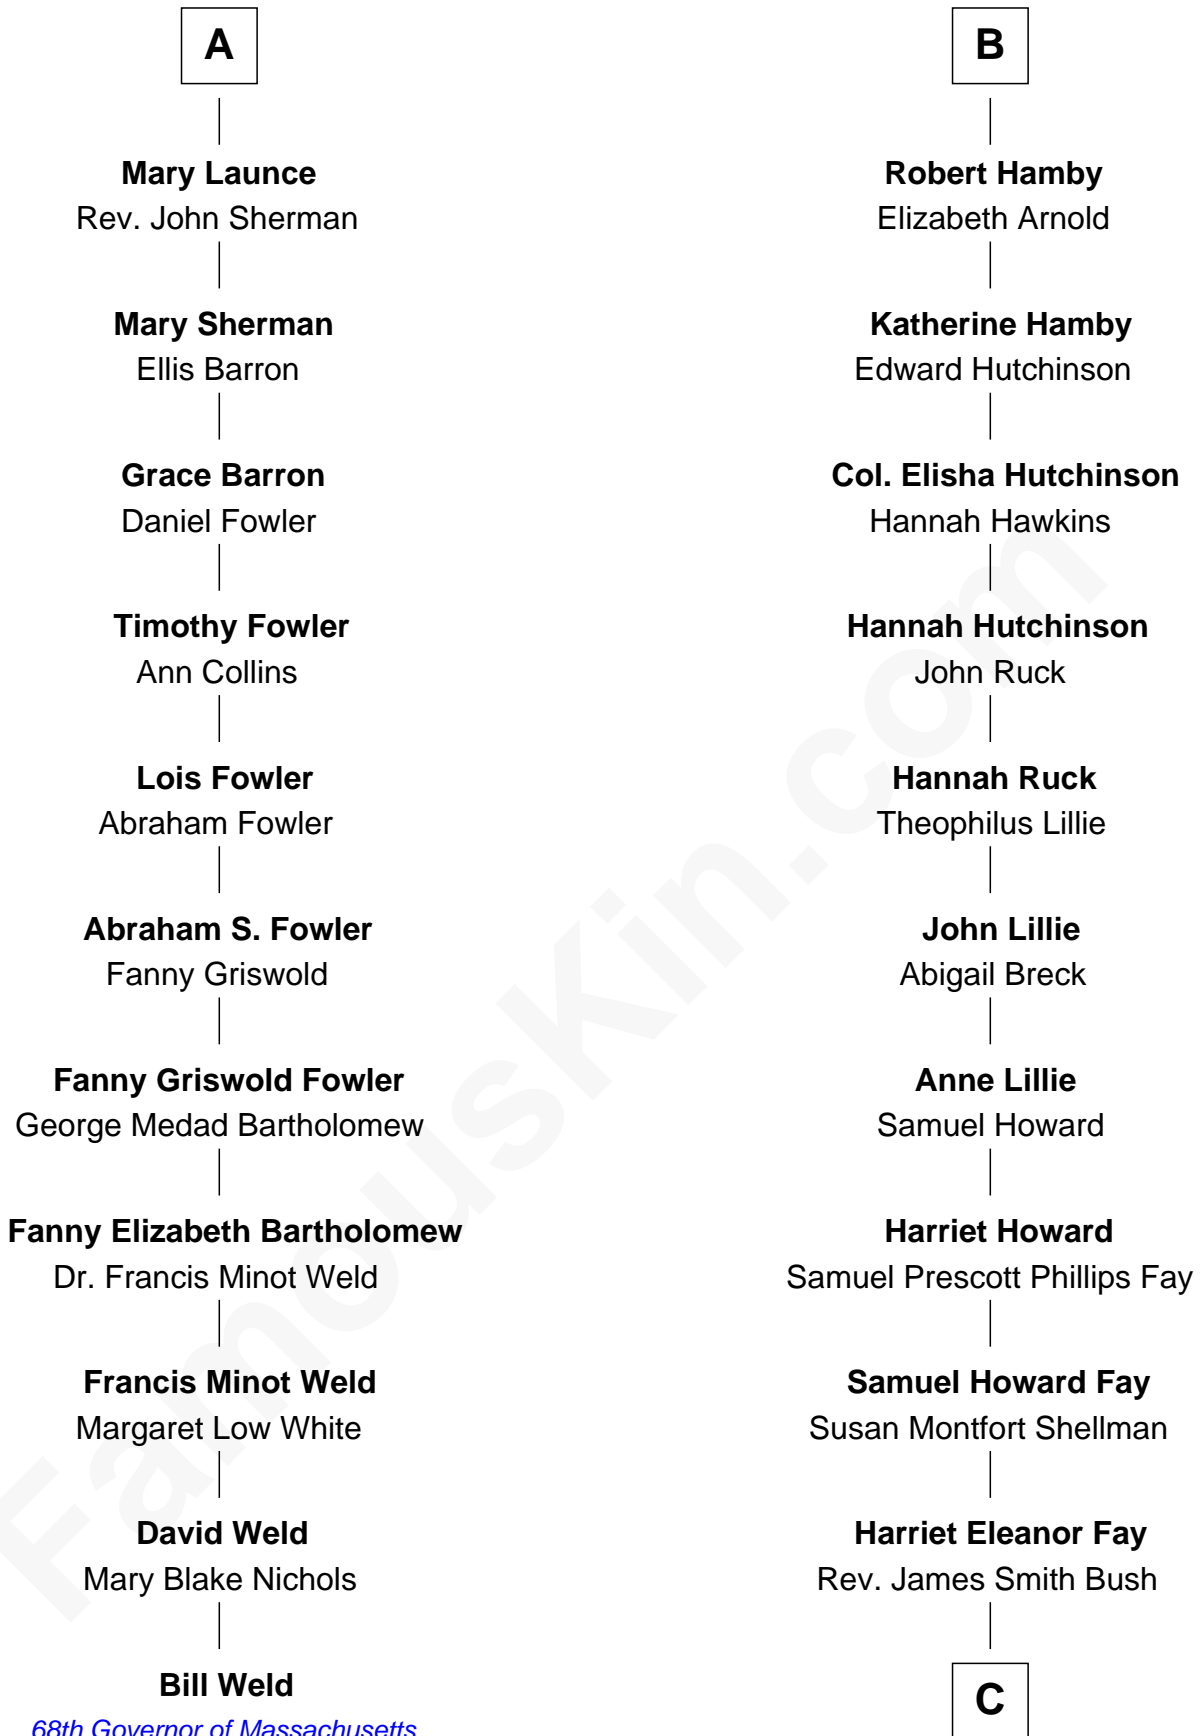 A
Mary Launce
Rev. John Sherman
Mary Sherman
Ellis Barron
Grace Barron
Daniel Fowler
Timothy Fowler
Ann Collins
Lois Fowler
Abraham Fowler
Abraham S. Fowler
Fanny Griswold
Fanny Griswold Fowler
George Medad Bartholomew
Fanny Elizabeth Bartholomew
Dr. Francis Minot Weld
Francis Minot Weld
Margaret Low White
David Weld
Mary Blake Nichols
Bill Weld
68th Governor of Massachusetts
B
Robert Hamby
Elizabeth Arnold
Katherine Hamby
Edward Hutchinson
Col. Elisha Hutchinson
Hannah Hawkins
Hannah Hutchinson
John Ruck
Hannah Ruck
Theophilus Lillie
John Lillie
Abigail Breck
Anne Lillie
Samuel Howard
Harriet Howard
Samuel Prescott Phillips Fay
Samuel Howard Fay
Susan Montfort Shellman
Harriet Eleanor Fay
Rev. James Smith Bush
C
FamousKin.com